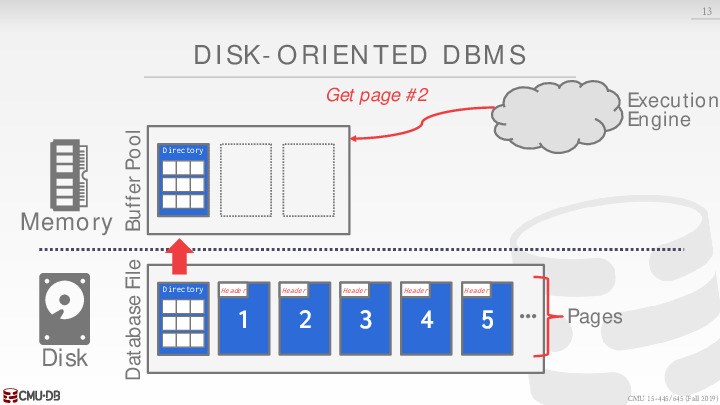 13
DISK-ORIENTED DBMS
Get page #2
Execution
Engine
Buffer Pool
Directory
Memory
Database File
Directory
Header
1
Header
2
Header
3
Header
4
Header
5
...
Pages
Disk
CMU·DB
CMU 15-445/645 (Fall 2019)